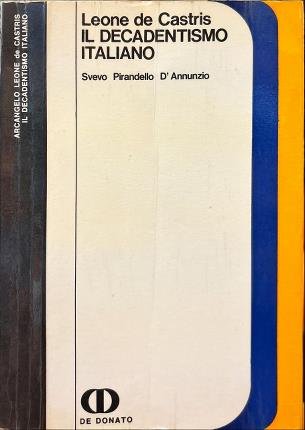 Leone de Castris
IL DECADENTISMO
ITALIANO
Svevo Pirandello D'Annunzio
ARCANGELO LEONE de CASTRIS
IL DECADENTISMO ITALIANO
DE DONATO